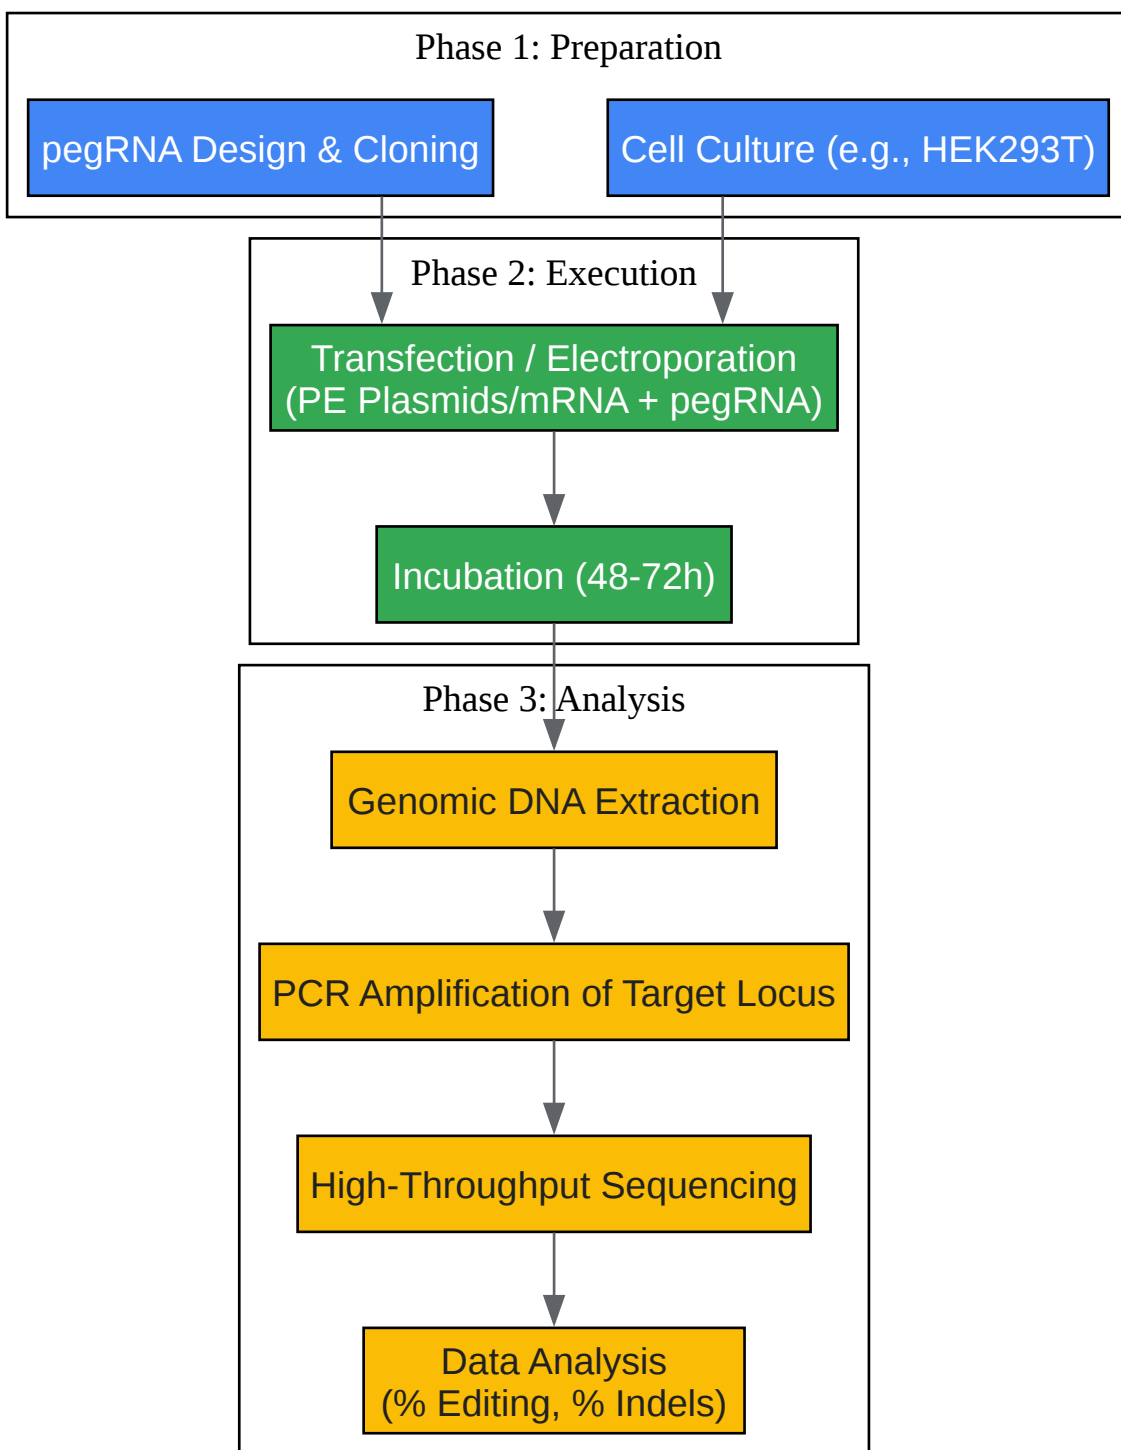 Phase 1: Preparation
pegRNA Design & Cloning
Cell Culture (e.g., HEK293T)
Phase 2: Execution
Transfection / Electroporation
(PE Plasmids/mRNA + pegRNA)
Incubation (48-72h)
Phase 3: Analysis
Genomic DNA Extraction
PCR Amplification of Target Locus
High-Throughput Sequencing
Data Analysis
(% Editing, % Indels)